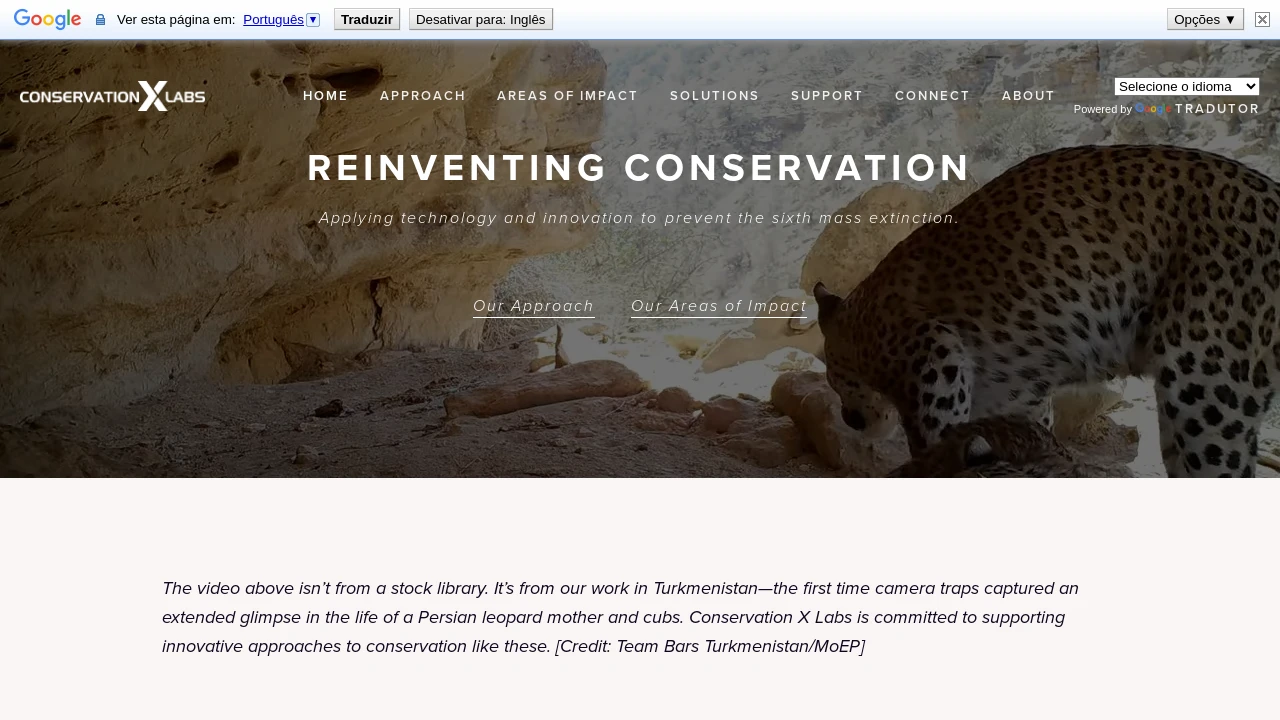 Google Ver esta página em: Português ▼ Traduzir Desativar para: Inglês Opções ▼
CONSERVATION X LABS
HOME APPROACH AREAS OF IMPACT SOLUTIONS SUPPORT CONNECT ABOUT
Selecione o idioma
Powered by Google TRADUTOR
REINVENTING CONSERVATION
Applying technology and innovation to prevent the sixth mass extinction.
Our Approach Our Areas of Impact
The video above isn’t from a stock library. It’s from our work in Turkmenistan—the first time camera traps captured an
extended glimpse in the life of a Persian leopard mother and cubs. Conservation X Labs is committed to supporting
innovative approaches to conservation like these. [Credit: Team Bars Turkmenistan/MoEP]